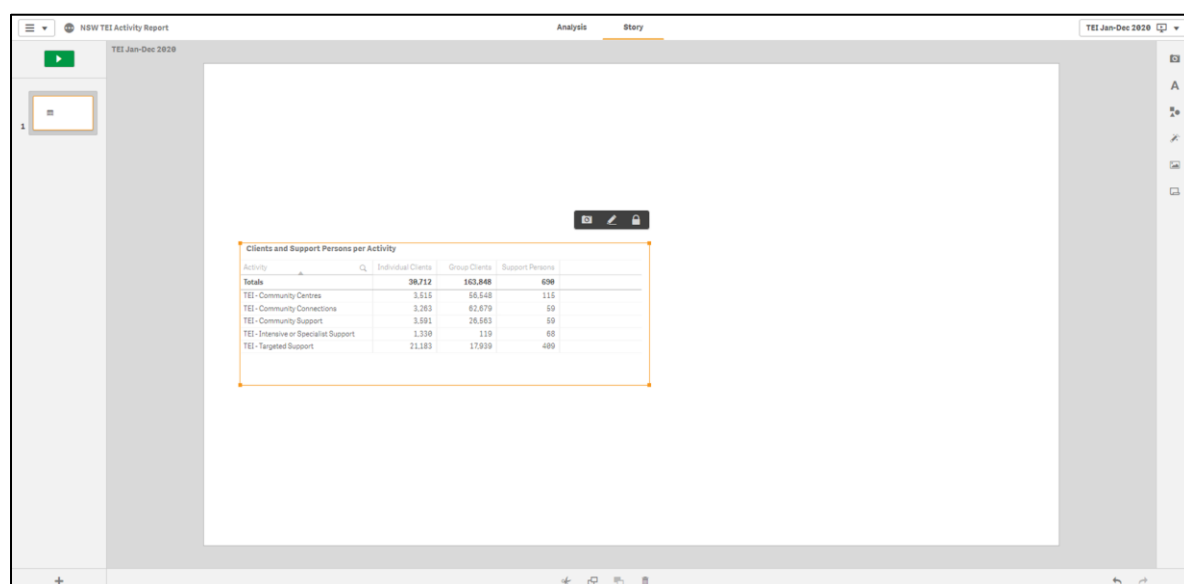 NSW TEI Activity Report
Analysis Story
TEI Jan-Dec 2020
TEI Jan-Dec 2020
1
Clients and Support Persons per Activity
Activity Individual Clients Group Clients Support Persons
Totals 30,712 163,848 690
TEI - Community Centres 3,515 56,548 115
TEI - Community Connections 3,263 62,679 59
TEI - Community Support 3,591 26,563 59
TEI - Intensive or Specialist Support 1,330 119 68
TEI - Targeted Support 21,183 17,939 409
A